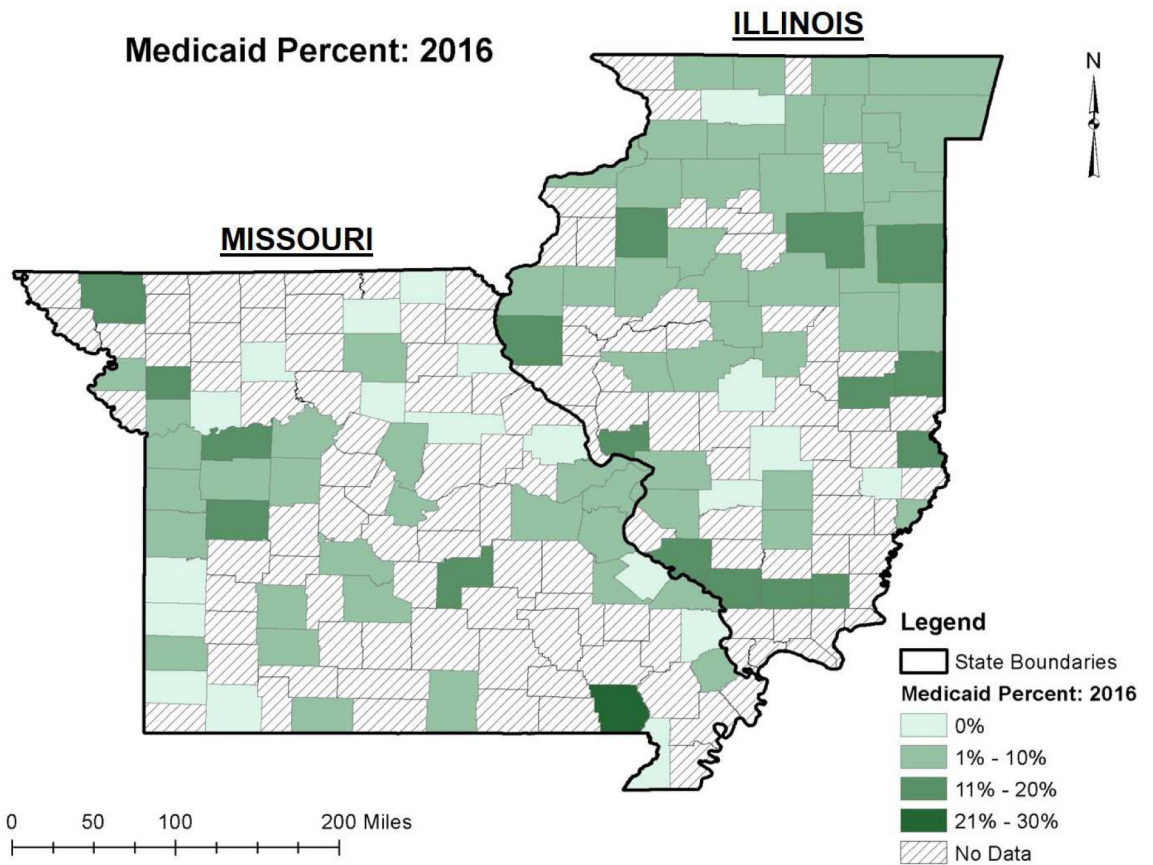 ILLINOIS
Medicaid Percent: 2016
N
MISSOURI
Legend
State Boundaries
Medicaid Percent: 2016
0%
1% - 10%
11% - 20%
21% - 30%
No Data
0 50 100 200 Miles